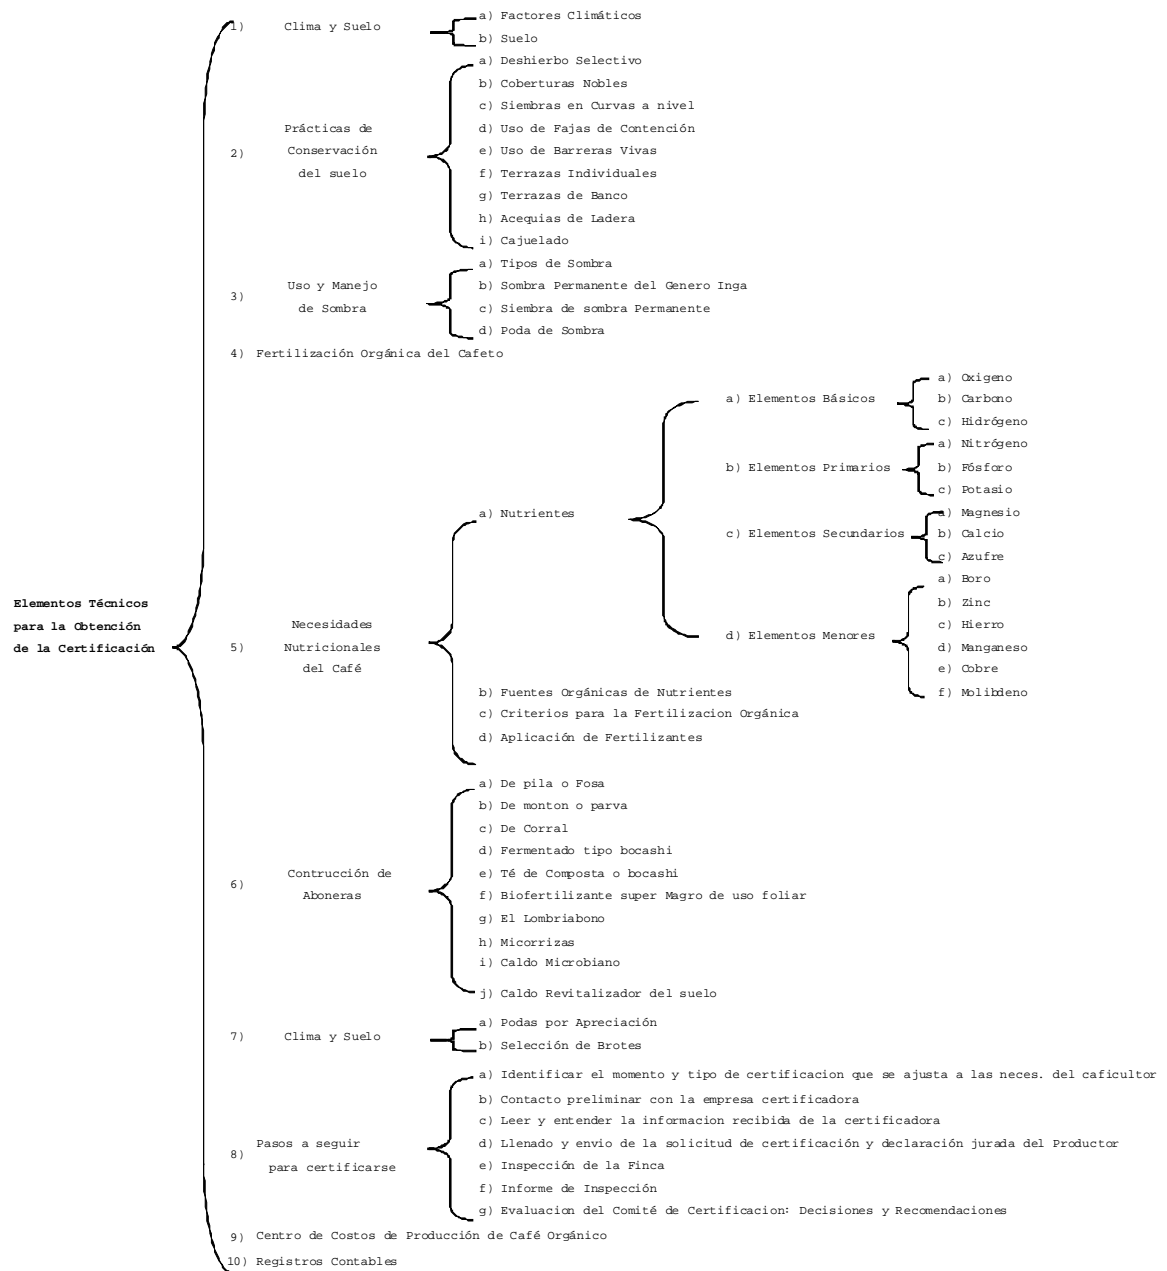 Elementos Técnicos
para la Obtención
de la Certificación
1) Clima y Suelo
a) Factores Climáticos
b) Suelo
2) Prácticas de
Conservación
del suelo
a) Deshierbo Selectivo
b) Coberturas Nobles
c) Siembras en Curvas a nivel
d) Uso de Fajas de Contención
e) Uso de Barreras Vivas
f) Terrazas Individuales
g) Terrazas de Banco
h) Acequias de Ladera
i) Cajuelado
3) Uso y Manejo
de Sombra
a) Tipos de Sombra
b) Sombra Permanente del Genero Inga
c) Siembra de sombra Permanente
d) Poda de Sombra
4) Fertilización Orgánica del Cafeto
5) Necesidades
Nutricionales
del Café
a) Nutrientes
a) Elementos Básicos
a) Oxigeno
b) Carbono
c) Hidrógeno
b) Elementos Primarios
a) Nitrógeno
b) Fósforo
c) Potasio
c) Elementos Secundarios
a) Magnesio
b) Calcio
c) Azufre
d) Elementos Menores
a) Boro
b) Zinc
c) Hierro
d) Manganeso
e) Cobre
f) Molibdeno
b) Fuentes Orgánicas de Nutrientes
c) Criterios para la Fertilizacion Orgánica
d) Aplicación de Fertilizantes
6) Contrucción de
Aboneras
a) De pila o Fosa
b) De monton o parva
c) De Corral
d) Fermentado tipo bocashi
e) Té de Composta o bocashi
f) Biofertilizante super Magro de uso foliar
g) El Lombriabono
h) Micorrizas
i) Caldo Microbiano
j) Caldo Revitalizador del suelo
7) Clima y Suelo
a) Podas por Apreciación
b) Selección de Brotes
8) Pasos a seguir
para certificarse
a) Identificar el momento y tipo de certificacion que se ajusta a las neces. del caficultor
b) Contacto preliminar con la empresa certificadora
c) Leer y entender la informacion recibida de la certificadora
d) Llenado y envio de la solicitud de certificación y declaración jurada del Productor
e) Inspección de la Finca
f) Informe de Inspección
g) Evaluacion del Comité de Certificacion: Decisiones y Recomendaciones
9) Centro de Costos de Producción de Café Orgánico
10) Registros Contables